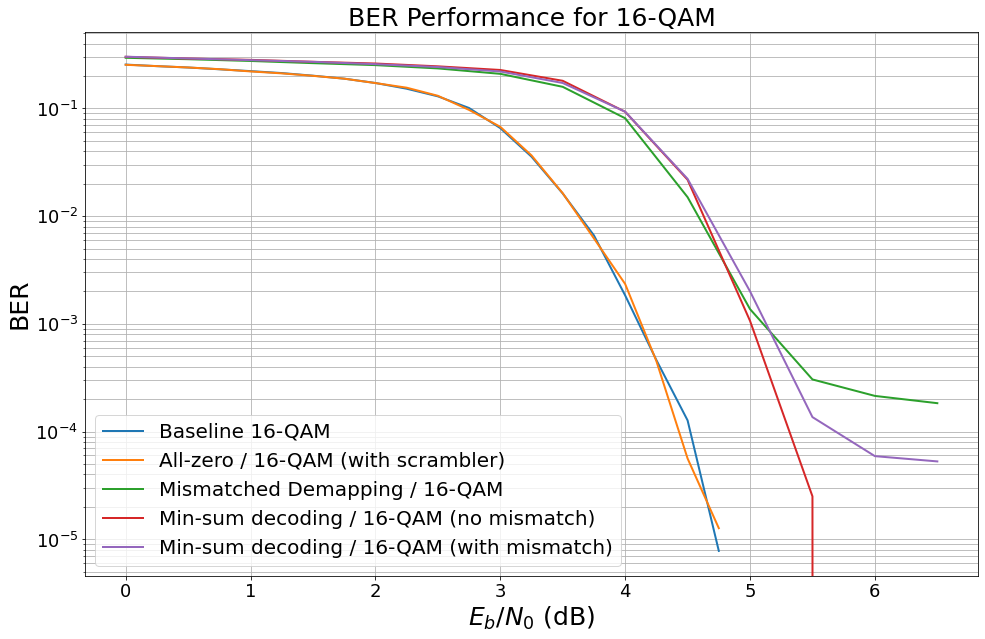 BER Performance for 16-QAM
BER
10⁻¹
10⁻²
10⁻³
10⁻⁴
10⁻⁵
Baseline 16-QAM
All-zero / 16-QAM (with scrambler)
Mismatched Demapping / 16-QAM
Min-sum decoding / 16-QAM (no mismatch)
Min-sum decoding / 16-QAM (with mismatch)
0 1 2 3 4 5 6
E_b/N_0 (dB)